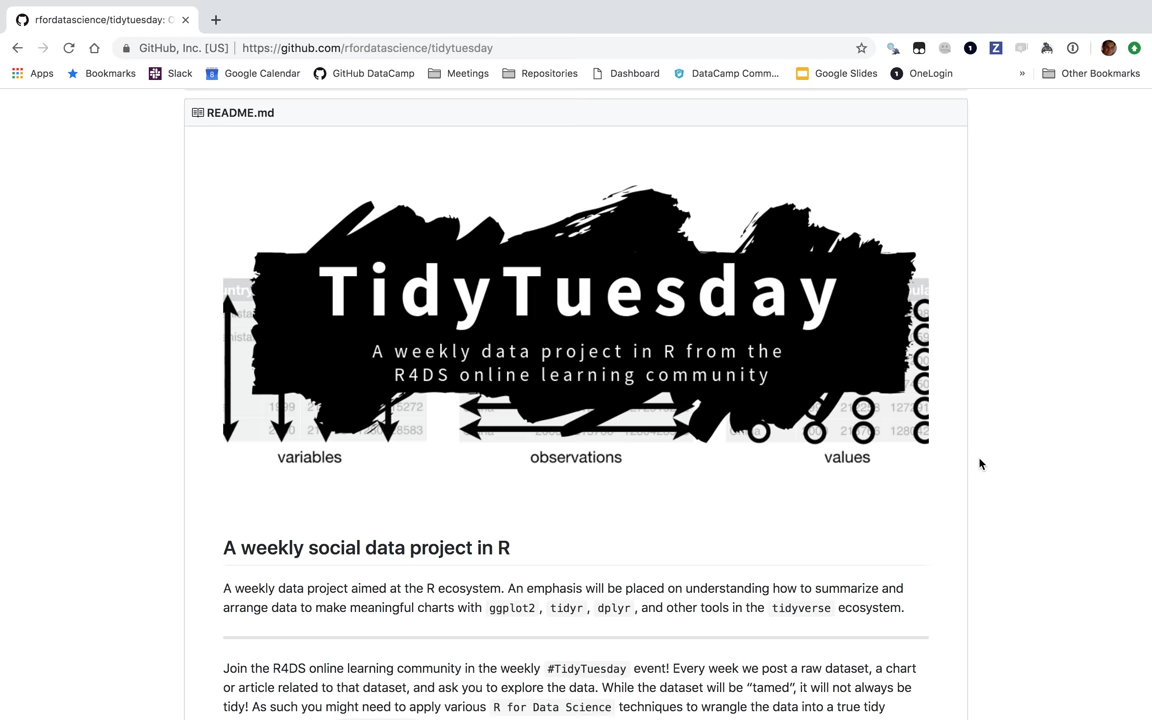 rfordatascience/tidytuesday:
GitHub, Inc. [US] | https://github.com/rfordatascience/tidytuesday
Apps Bookmarks Slack Google Calendar GitHub DataCamp Meetings Repositories Dashboard DataCamp Comm... Google Slides OneLogin » Other Bookmarks
README.md
TidyTuesday
A weekly data project in R from the
R4DS online learning community
variables observations values
A weekly social data project in R
A weekly data project aimed at the R ecosystem. An emphasis will be placed on understanding how to summarize and
arrange data to make meaningful charts with ggplot2, tidyr, dplyr, and other tools in the tidyverse ecosystem.
Join the R4DS online learning community in the weekly #TidyTuesday event! Every week we post a raw dataset, a chart
or article related to that dataset, and ask you to explore the data. While the dataset will be “tamed”, it will not always be
tidy! As such you might need to apply various R for Data Science techniques to wrangle the data into a true tidy